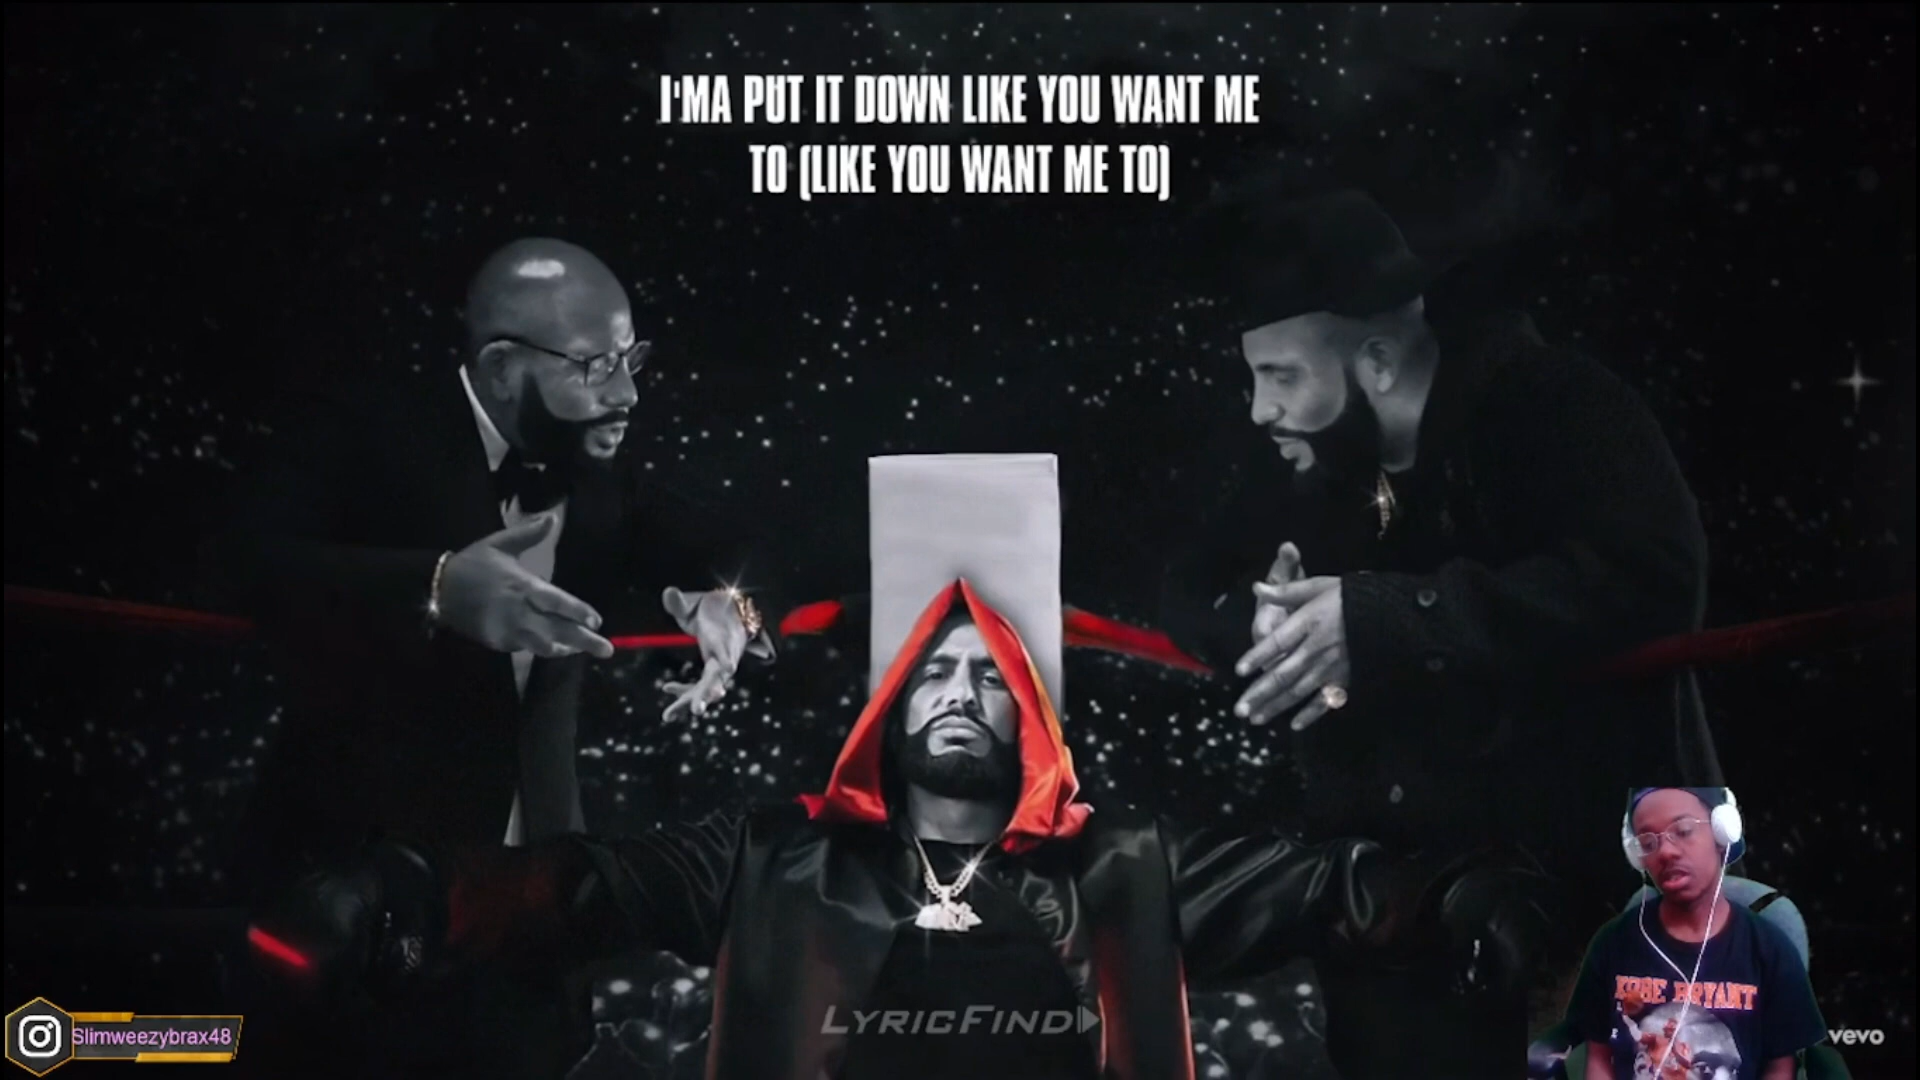 I'MA PUT IT DOWN LIKE YOU WANT ME
TO (LIKE YOU WANT ME TO)
LYRICFIND
Slimweezybrax48
KOBE BRYANT
vevo